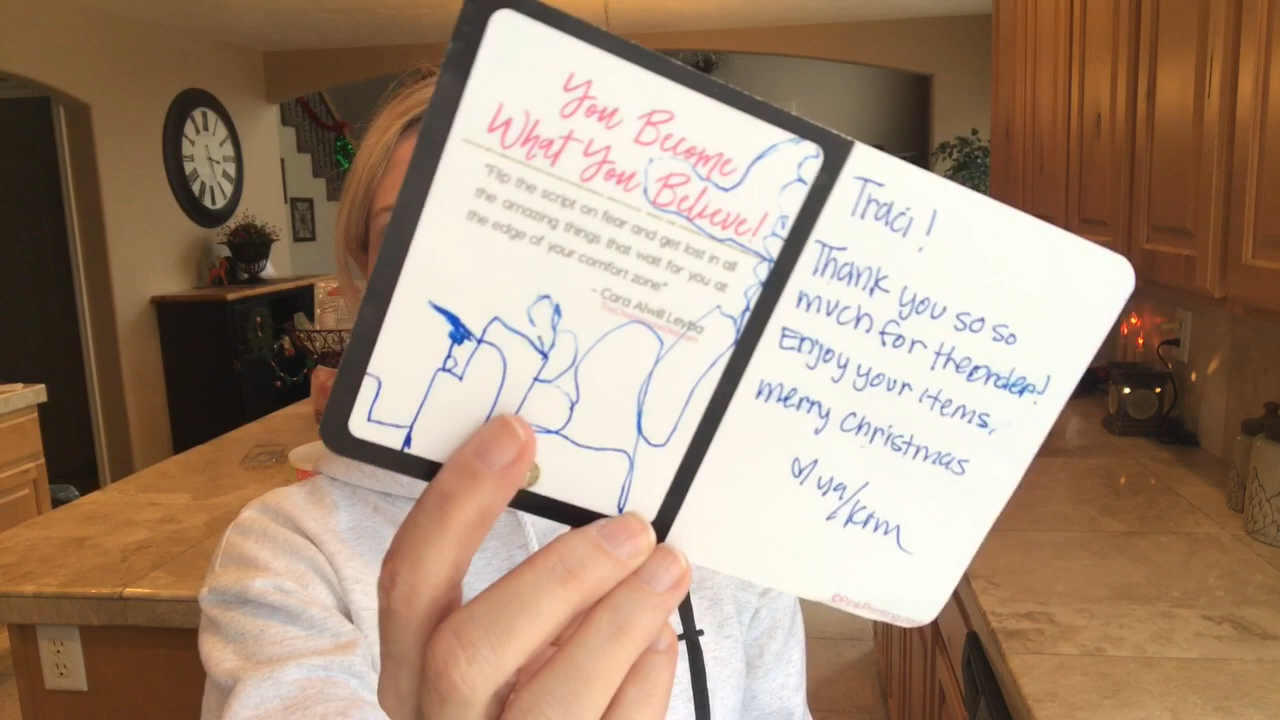 You Become
What You Believe!
"Flip the script on fear and get lost in all
the amazing things that wait for you at
the edge of your comfort zone"
- Cara Alwill Leyba
Traci!
Thank you so so
much for the order!
Enjoy your items,
merry christmas